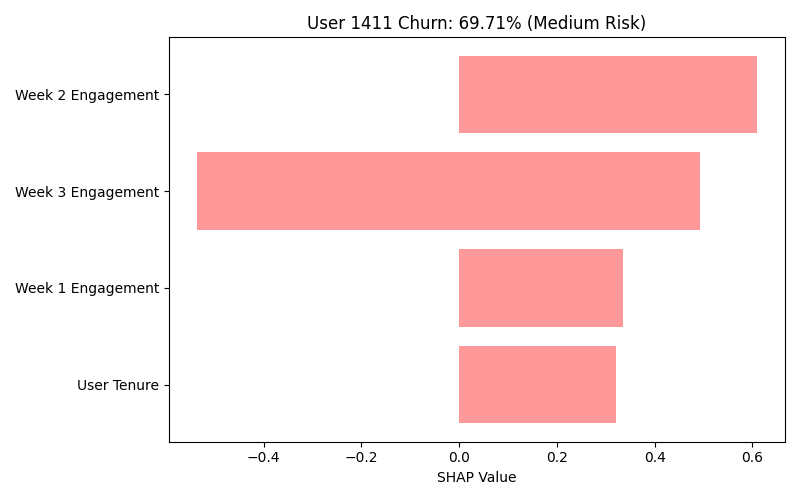 User 1411 Churn: 69.71% (Medium Risk)
Week 2 Engagement
Week 3 Engagement
Week 1 Engagement
User Tenure
−0.4 −0.2 0.0 0.2 0.4 0.6
SHAP Value